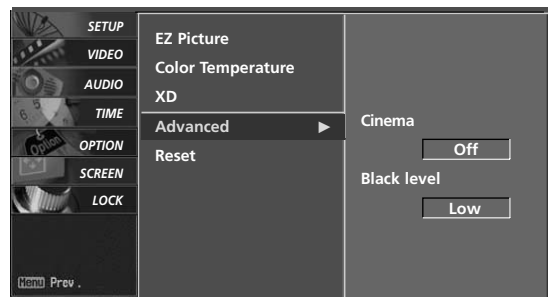 SETUP
VIDEO
AUDIO
TIME
OPTION
SCREEN
LOCK
Menu Prev.
EZ Picture
Color Temperature
XD
Advanced ▶
Reset
Cinema
Off
Black level
Low